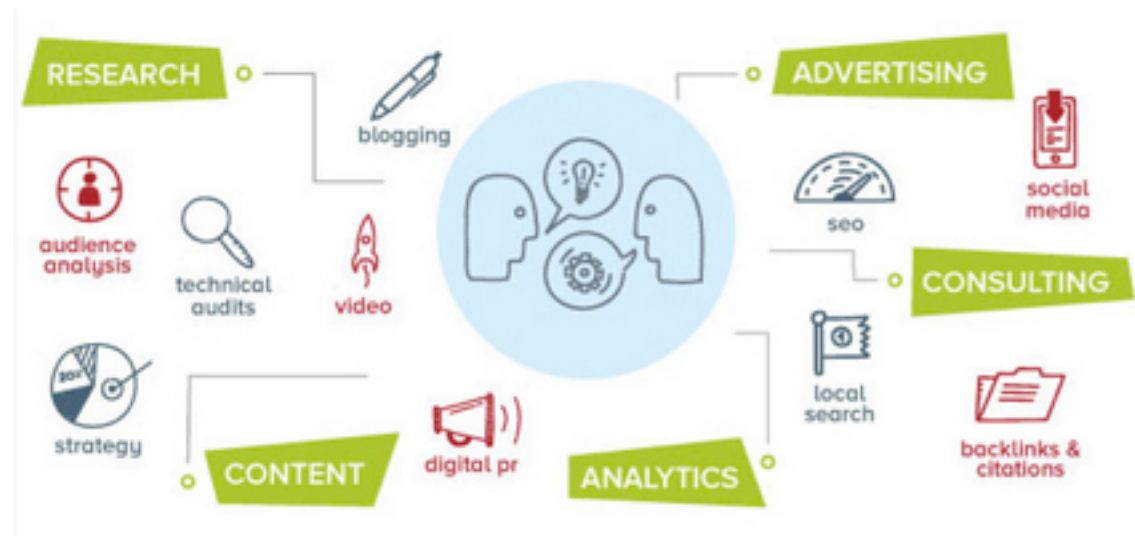 RESEARCH
ADVERTISING
blogging
social
media
seo
audience
analysis
technical
audits
video
CONSULTING
local
search
strategy
backlinks &
citations
digital pr
CONTENT
ANALYTICS